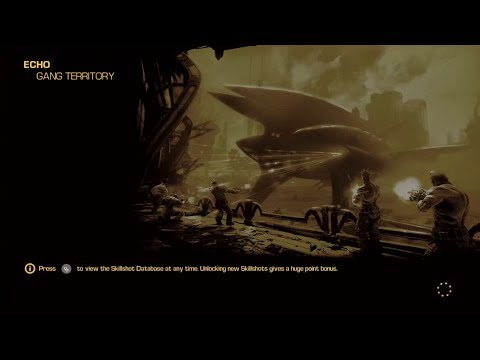 ECHO
GANG TERRITORY
Press to view the Skillshot Database at any time. Unlocking new Skillshots gives a huge point bonus.